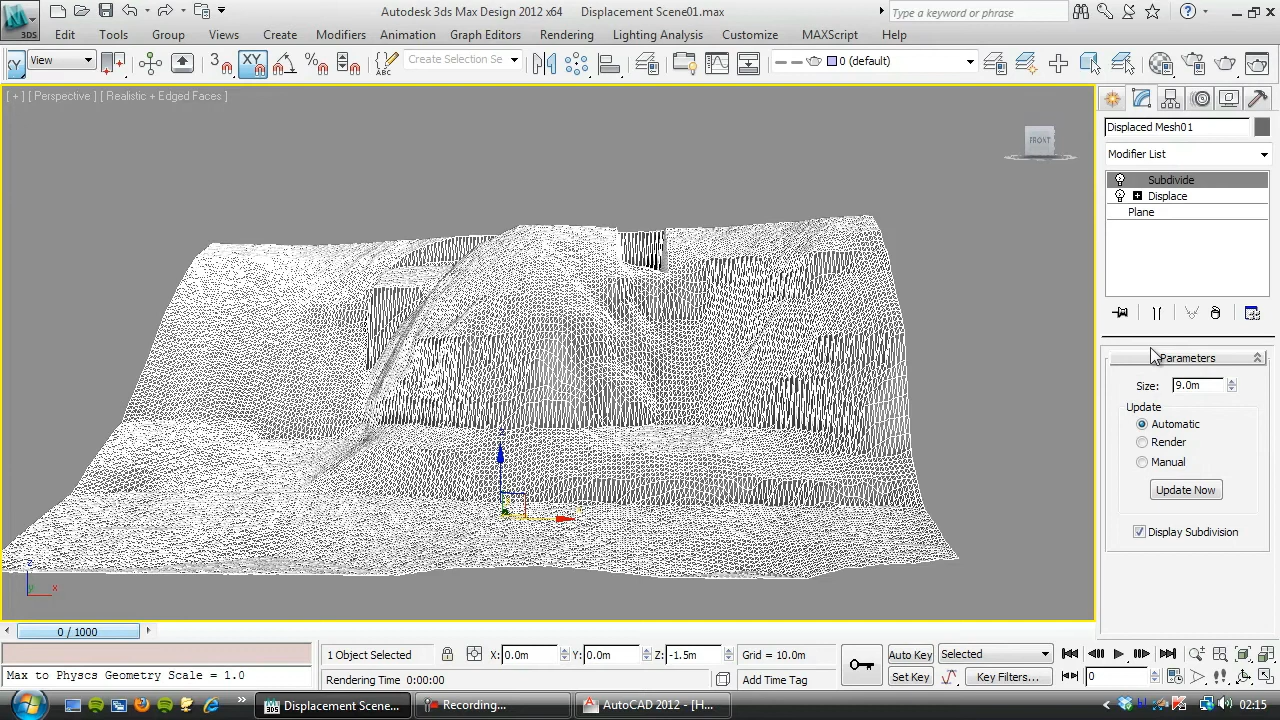 Autodesk 3ds Max Design 2012 x64 Displacement Scene01.max
Type a keyword or phrase
3DS
Edit Tools Group Views Create Modifiers Animation Graph Editors Rendering Lighting Analysis Customize MAXScript Help
View
3
XY
%
ABC
Create Selection Se
0 (default)
[ + ] [ Perspective ] [ Realistic + Edged Faces ]
FRONT
Displaced Mesh01
Modifier List
Subdivide
Displace
Plane
Parameters
Size: 9.0m
Update
Automatic
Render
Manual
Update Now
Display Subdivision
z
y x
0 / 1000
1 Object Selected X: 0.0m Y: 0.0m Z: -1.5m Grid = 10.0m Auto Key Selected
Max to Physcs Geometry Scale = 1.0 Rendering Time 0:00:00 Add Time Tag Set Key Key Filters... 0
Displacement Scene... Recording... AutoCAD 2012 - [H... 02:15